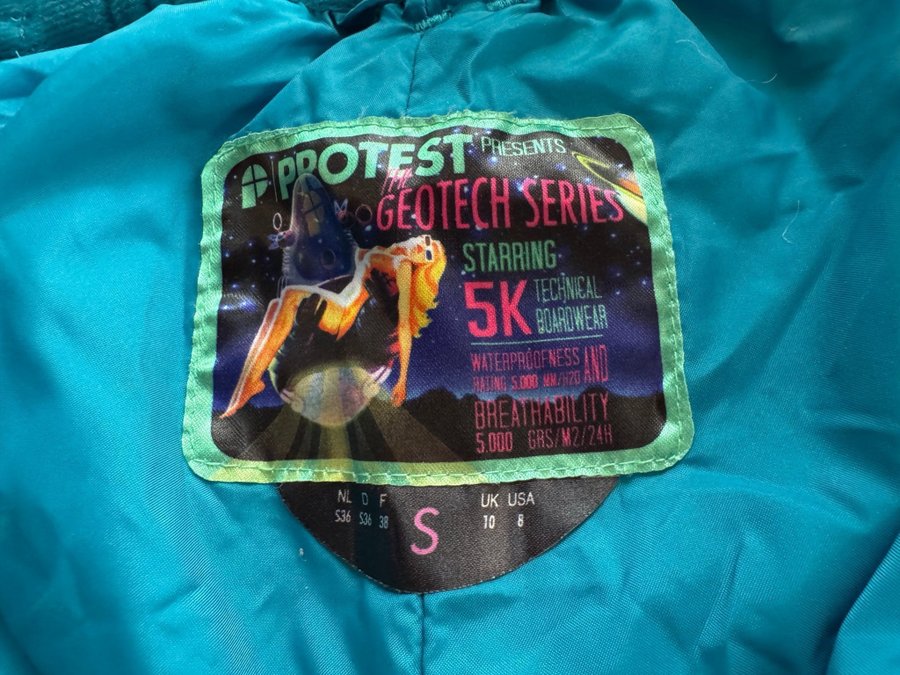 PROTEST PRESENTS
THE
GEOTECH SERIES
STARRING
5K TECHNICAL
BOARDWEAR
WATERPROOFNESS AND
RATING 5.000 MM/H2O
BREATHABILITY
5.000 GRS/M2/24H
NL D F
S36 S36 38
S
UK USA
10 8